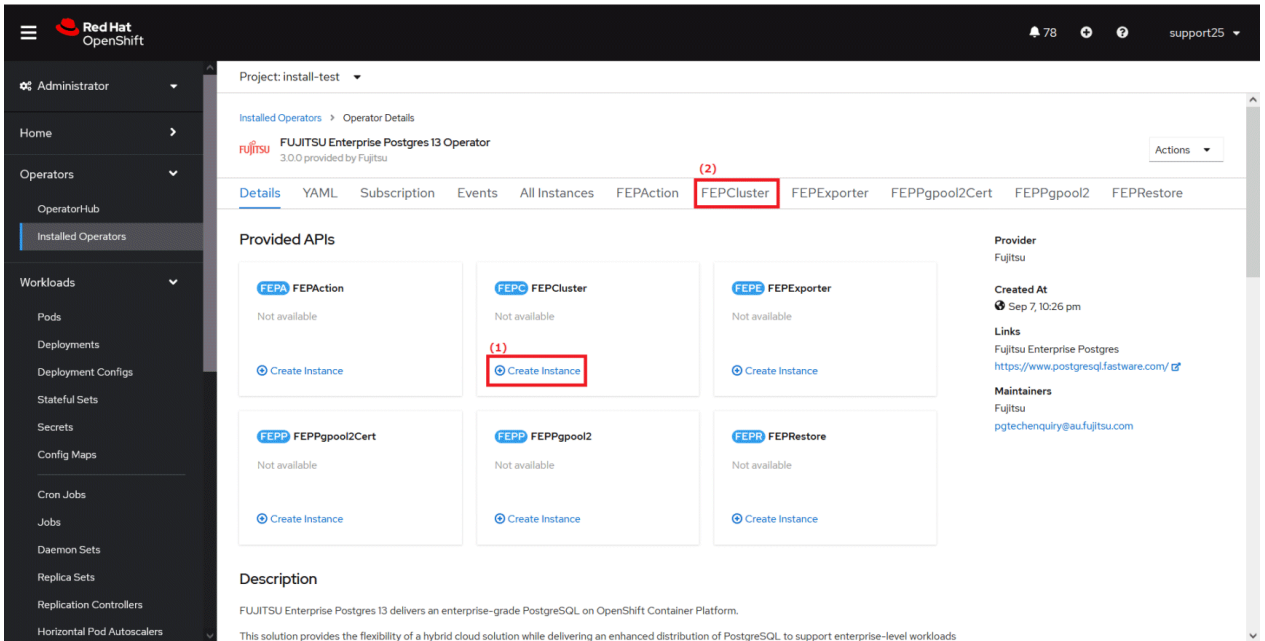 Red Hat
OpenShift
78
support25
Administrator
Home
Operators
OperatorHub
Installed Operators
Workloads
Pods
Deployments
Deployment Configs
Stateful Sets
Secrets
Config Maps
Cron Jobs
Jobs
Daemon Sets
Replica Sets
Replication Controllers
Horizontal Pod Autoscalers
Project: install-test
Installed Operators > Operator Details
FUJITSU
FUJITSU Enterprise Postgres 13 Operator
3.0.0 provided by Fujitsu
Actions
(2)
Details YAML Subscription Events All Instances FEPAction FEPCluster FEPExporter FEPPgpool2Cert FEPPgpool2 FEPRestore
Provided APIs
FEPA FEPAction
Not available
Create Instance
FEPC FEPCluster
Not available
(1)
Create Instance
FEPE FEPExporter
Not available
Create Instance
FEPP FEPPgpool2Cert
Not available
Create Instance
FEPP FEPPgpool2
Not available
Create Instance
FEPR FEPRestore
Not available
Create Instance
Provider
Fujitsu
Created At
Sep 7, 10:26 pm
Links
Fujitsu Enterprise Postgres
https://www.postgresql.fastware.com/
Maintainers
Fujitsu
pgtechenquiry@au.fujitsu.com
Description
FUJITSU Enterprise Postgres 13 delivers an enterprise-grade PostgreSQL on OpenShift Container Platform.
This solution provides the flexibility of a hybrid cloud solution while delivering an enhanced distribution of PostgreSQL to support enterprise-level workloads